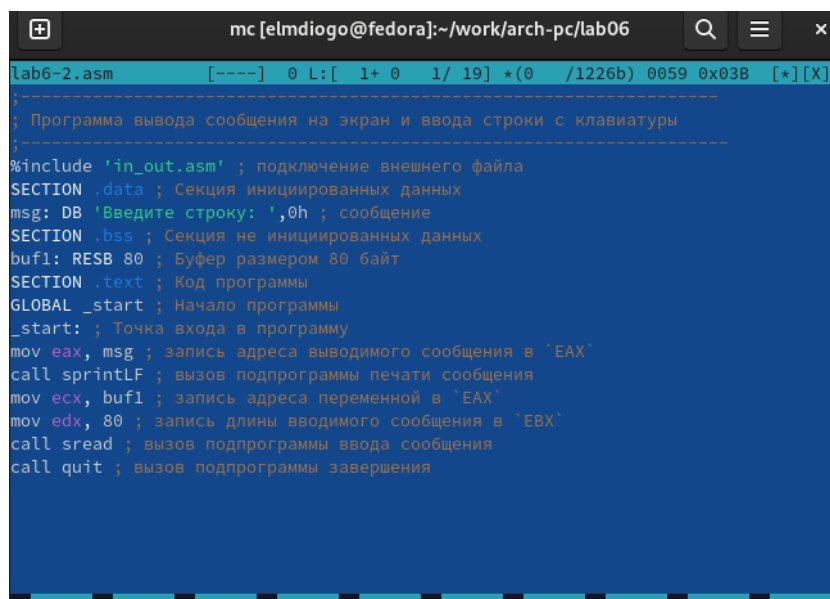 mc [elmdiogo@fedora]:~/work/arch-pc/lab06
lab6-2.asm [----] 0 L:[ 1+ 0 1/ 19] *(0 /1226b) 0059 0x03B [*][X]
;--------------------------------------------------------------------
; Программа вывода сообщения на экран и ввода строки с клавиатуры
;---------------------------------------------------------------------
%include 'in_out.asm' ; подключение внешнего файла
SECTION .data ; Секция инициированных данных
msg: DB 'Введите строку: ',0h ; сообщение
SECTION .bss ; Секция не инициированных данных
buf1: RESB 80 ; Буфер размером 80 байт
SECTION .text ; Код программы
GLOBAL _start ; Начало программы
_start: ; Точка входа в программу
mov eax, msg ; запись адреса выводимого сообщения в `EAX`
call sprintLF ; вызов подпрограммы печати сообщения
mov ecx, buf1 ; запись адреса переменной в `EAX`
mov edx, 80 ; запись длины вводимого сообщения в `EBX`
call sread ; вызов подпрограммы ввода сообщения
call quit ; вызов подпрограммы завершения